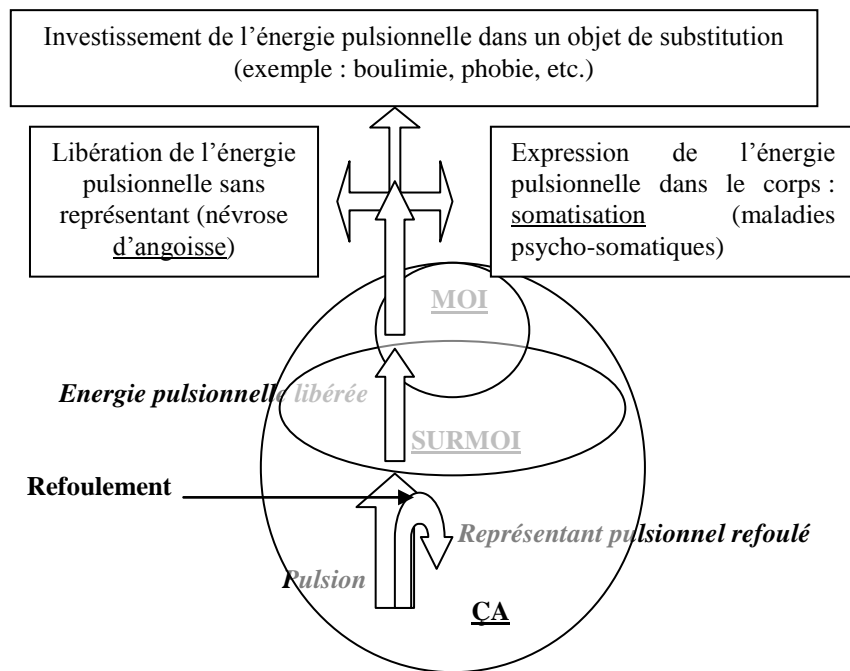 Investissement de l’énergie pulsionnelle dans un objet de substitution
(exemple : boulimie, phobie, etc.)
Libération de l’énergie
pulsionnelle sans
représentant (névrose
d’angoisse)
Expression de l’énergie
pulsionnelle dans le corps :
somatisation (maladies
psycho-somatiques)
MOI
Energie pulsionnelle libérée
SURMOI
Refoulement
Représentant pulsionnel refoulé
Pulsion
ÇA